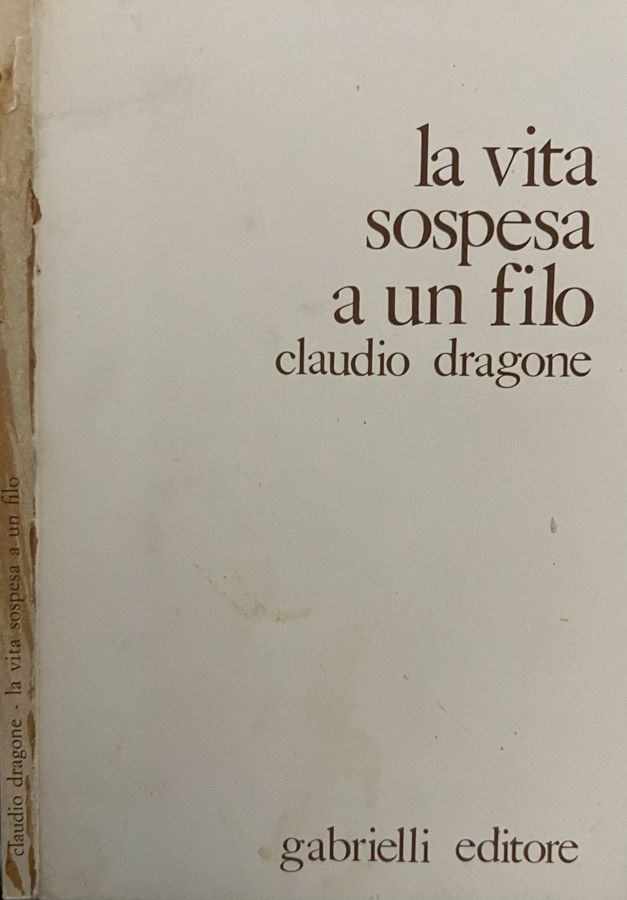 la vita
sospesa
a un filo
claudio dragone
gabrielli editore
claudio dragone - la vita sospesa a un filo